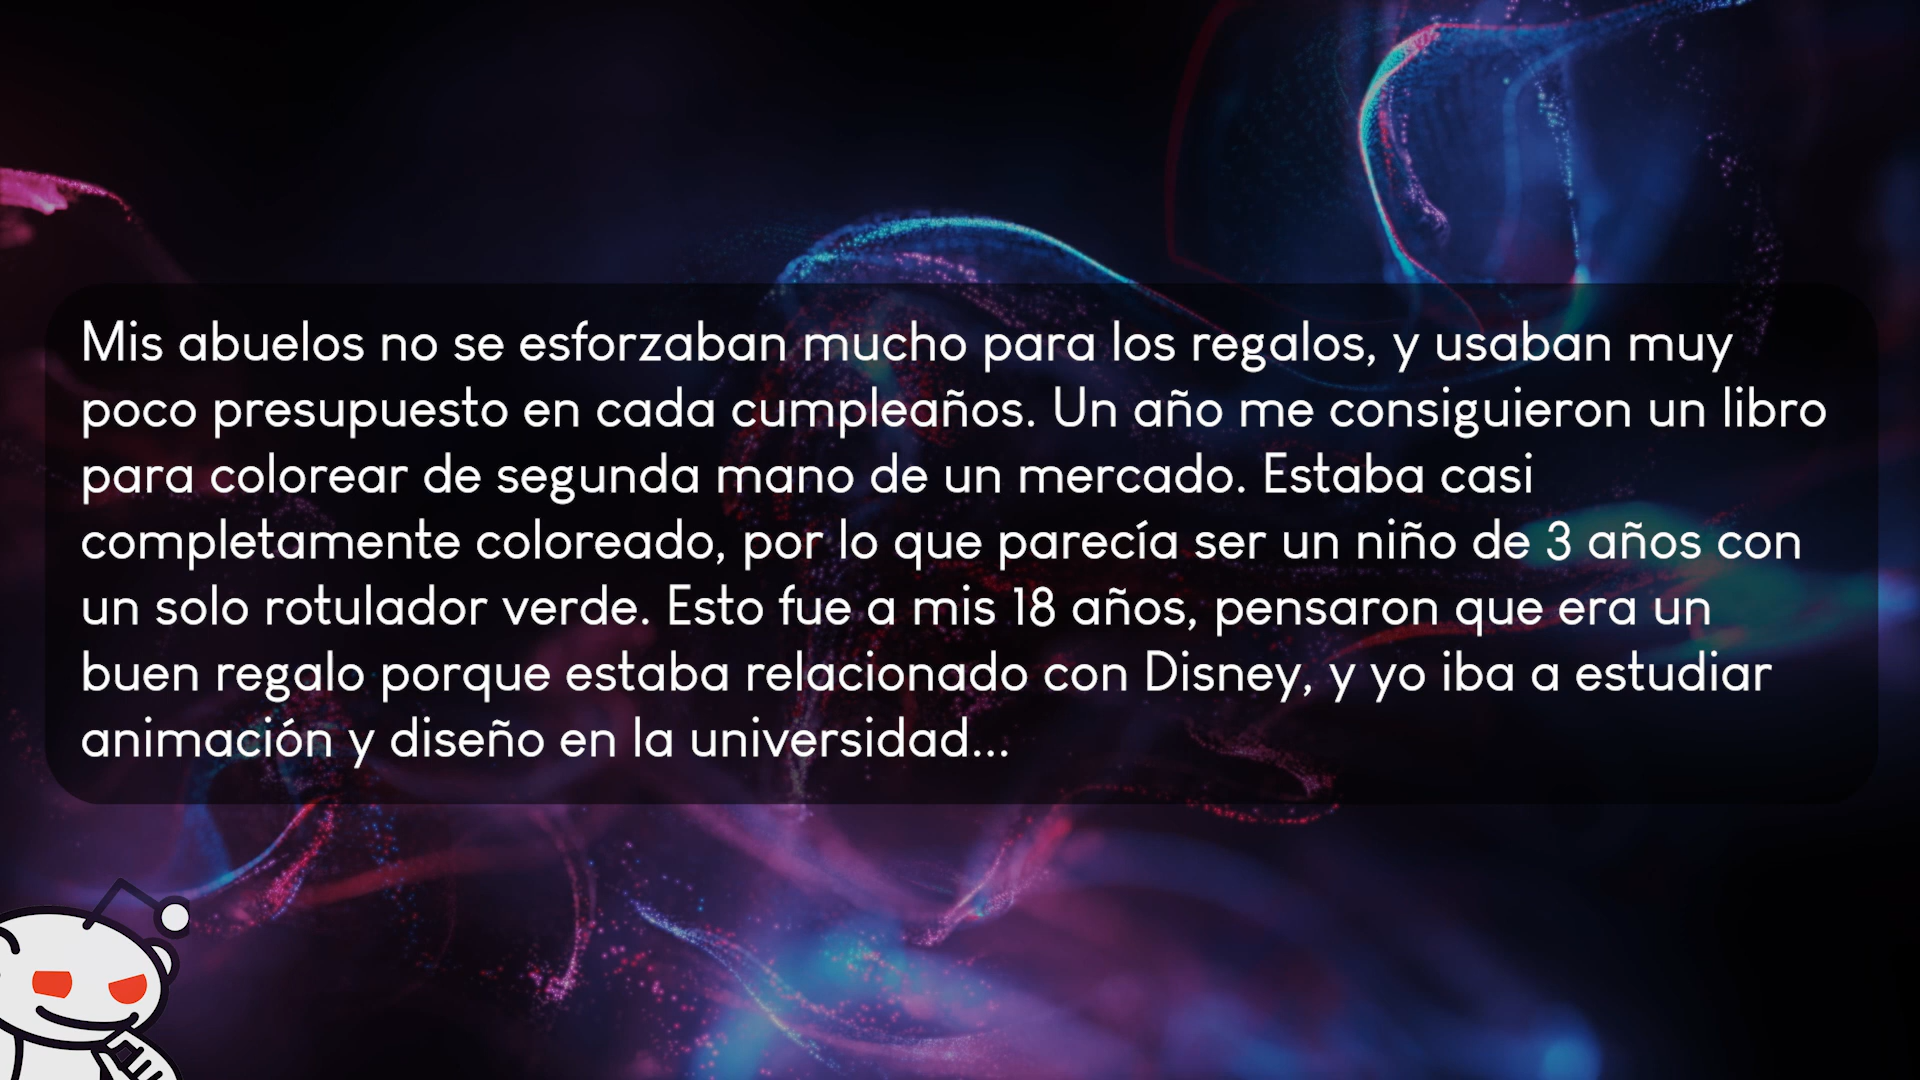 Mis abuelos no se esforzaban mucho para los regalos, y usaban muy
poco presupuesto en cada cumpleaños. Un año me consiguieron un libro
para colorear de segunda mano de un mercado. Estaba casi
completamente coloreado, por lo que parecía ser un niño de 3 años con
un solo rotulador verde. Esto fue a mis 18 años, pensaron que era un
buen regalo porque estaba relacionado con Disney, y yo iba a estudiar
animación y diseño en la universidad...